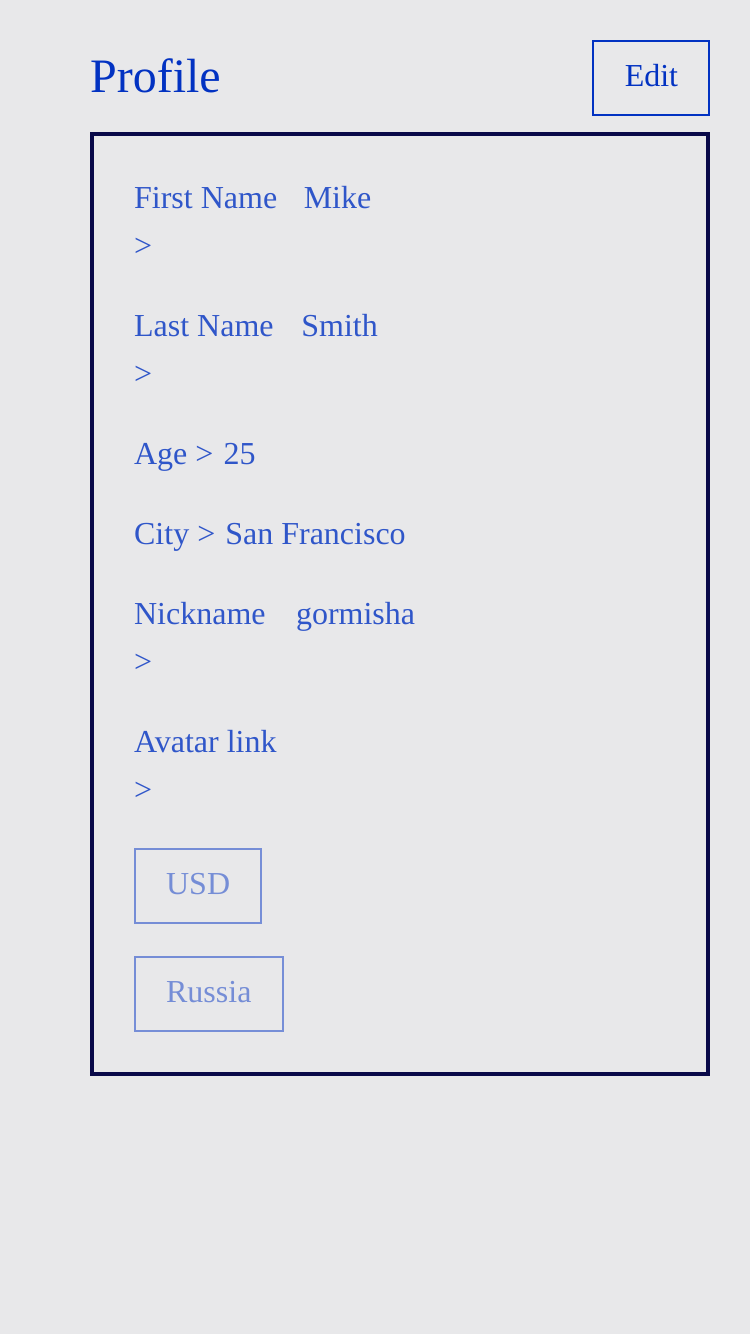 Profile
Edit
First Name Mike
>
Last Name Smith
>
Age > 25
City > San Francisco
Nickname gormisha
>
Avatar link
>
USD
Russia